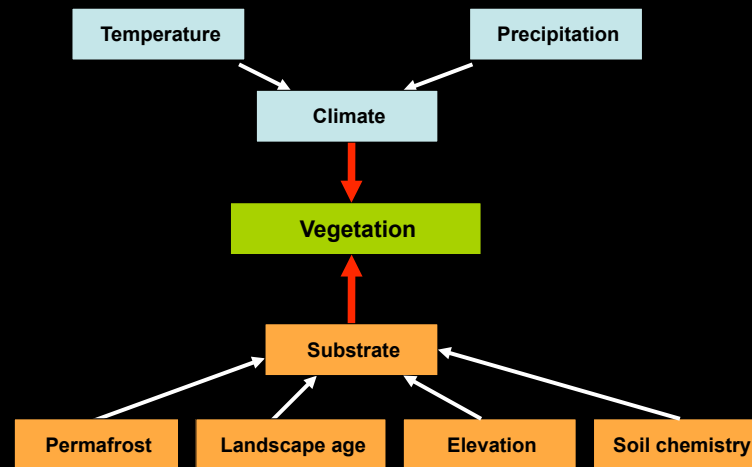 Temperature
Precipitation
Climate
Vegetation
Substrate
Permafrost
Landscape age
Elevation
Soil chemistry